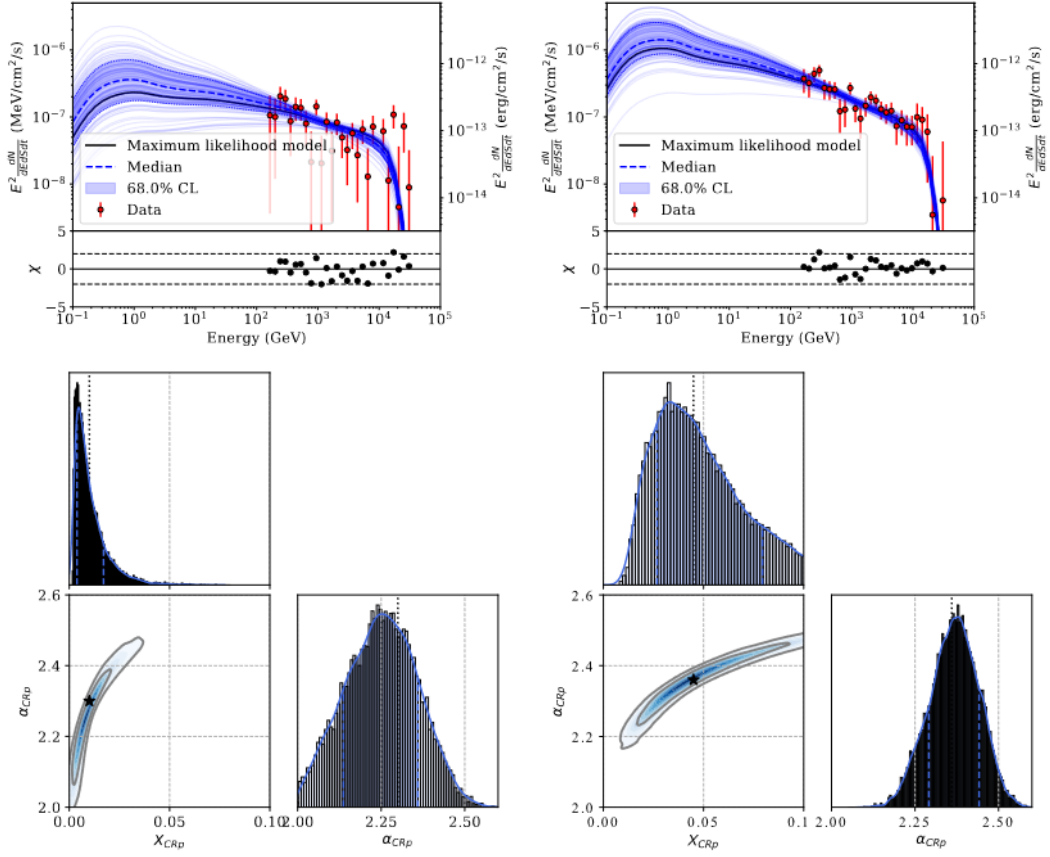 10⁻⁶
10⁻⁷
10⁻⁸
E² dN/dEdSdt (MeV/cm²/s)
Maximum likelihood model
Median
68.0% CL
Data
10⁻¹²
10⁻¹³
10⁻¹⁴
E² dN/dEdSdt (erg/cm²/s)
5
0
−5
χ
10⁻¹ 10⁰ 10¹ 10² 10³ 10⁴ 10⁵
Energy (GeV)
10⁻⁶
10⁻⁷
10⁻⁸
E² dN/dEdSdt (MeV/cm²/s)
Maximum likelihood model
Median
68.0% CL
Data
10⁻¹²
10⁻¹³
10⁻¹⁴
E² dN/dEdSdt (erg/cm²/s)
5
0
−5
χ
10⁻¹ 10⁰ 10¹ 10² 10³ 10⁴ 10⁵
Energy (GeV)
2.6
2.4
2.2
2.0
α_CRp
0.00 0.05 0.10
X_CRp
2.00 2.25 2.50
α_CRp
2.6
2.4
2.2
2.0
α_CRp
0.00 0.05 0.1
X_CRp
2.00 2.25 2.50
α_CRp